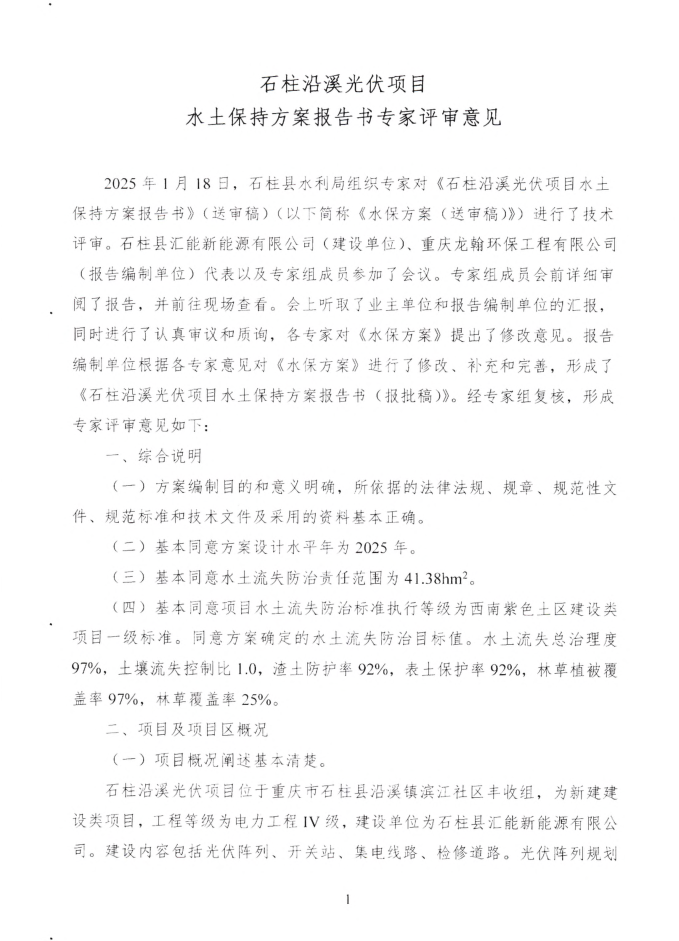 石柱沿溪光伏项目
水土保持方案报告书专家评审意见
2025 年 1 月 18 日，石柱县水利局组织专家对《石柱沿溪光伏项目水土
保持方案报告书》（送审稿）（以下简称《水保方案（送审稿）》）进行了技术
评审。石柱县汇能新能源有限公司（建设单位）、重庆龙翰环保工程有限公司
（报告编制单位）代表以及专家组成员参加了会议。专家组成员会前详细审
阅了报告，并前往现场查看。会上听取了业主单位和报告编制单位的汇报，
同时进行了认真审议和质询，各专家对《水保方案》提出了修改意见。报告
编制单位根据各专家意见对《水保方案》进行了修改、补充和完善，形成了
《石柱沿溪光伏项目水土保持方案报告书（报批稿）》。经专家组复核，形成
专家评审意见如下：
一、综合说明
（一）方案编制目的和意义明确，所依据的法律法规、规章、规范性文
件、规范标准和技术文件及采用的资料基本正确。
（二）基本同意方案设计水平年为 2025 年。
（三）基本同意水土流失防治责任范围为 41.38hm²。
（四）基本同意项目水土流失防治标准执行等级为西南紫色土区建设类
项目一级标准。同意方案确定的水土流失防治目标值。水土流失总治理度
97%，土壤流失控制比 1.0，渣土防护率 92%，表土保护率 92%，林草植被覆
盖率 97%，林草覆盖率 25%。
二、项目及项目区概况
（一）项目概况阐述基本清楚。
石柱沿溪光伏项目位于重庆市石柱县沿溪镇滨江社区丰收组，为新建建
设类项目，工程等级为电力工程 IV 级，建设单位为石柱县汇能新能源有限公
司。建设内容包括光伏阵列、开关站、集电线路、检修道路。光伏阵列规划
1